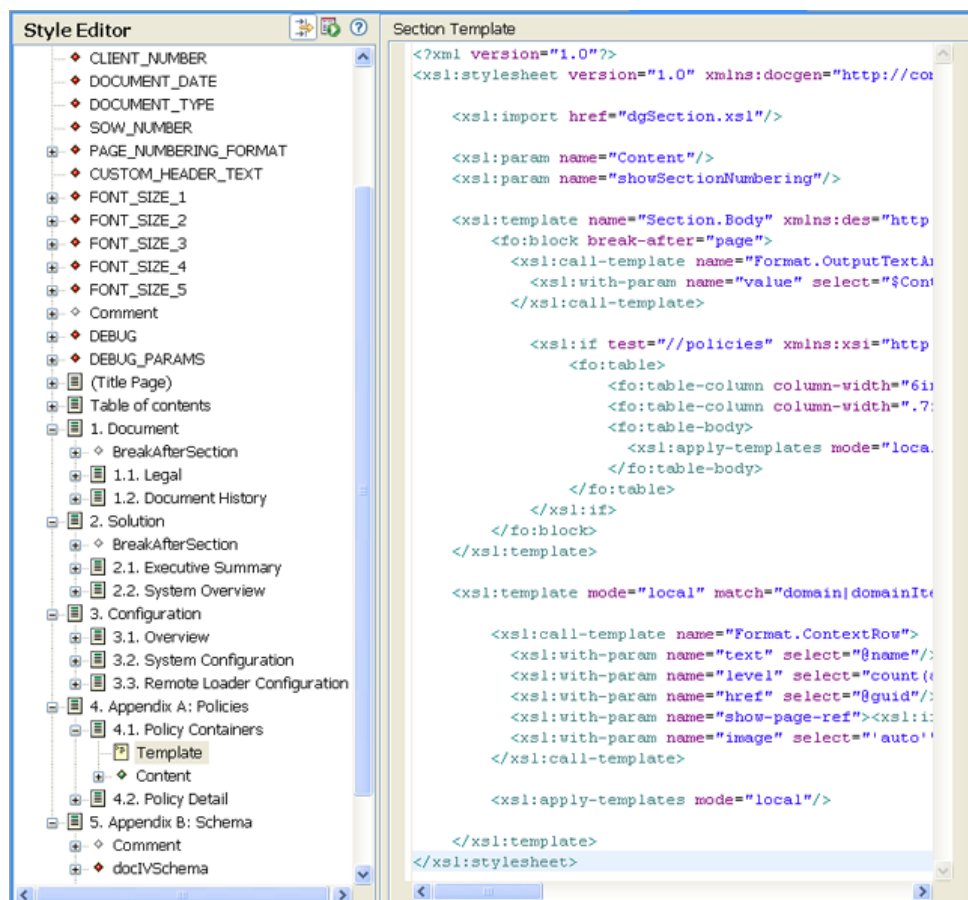 Style Editor
CLIENT_NUMBER
DOCUMENT_DATE
DOCUMENT_TYPE
SOW_NUMBER
PAGE_NUMBERING_FORMAT
CUSTOM_HEADER_TEXT
FONT_SIZE_1
FONT_SIZE_2
FONT_SIZE_3
FONT_SIZE_4
FONT_SIZE_5
Comment
DEBUG
DEBUG_PARAMS
(Title Page)
Table of contents
1. Document
BreakAfterSection
1.1. Legal
1.2. Document History
2. Solution
BreakAfterSection
2.1. Executive Summary
2.2. System Overview
3. Configuration
3.1. Overview
3.2. System Configuration
3.3. Remote Loader Configuration
4. Appendix A: Policies
4.1. Policy Containers
Template
Content
4.2. Policy Detail
5. Appendix B: Schema
Comment
docIVSchema
Section Template
<?xml version="1.0"?>
<xsl:stylesheet version="1.0" xmlns:docgen="http://co
<xsl:import href="dgSection.xsl"/>
<xsl:param name="Content"/>
<xsl:param name="showSectionNumbering"/>
<xsl:template name="Section.Body" xmlns:des="http
<fo:block break-after="page">
<xsl:call-template name="Format.OutputTextA
<xsl:with-param name="value" select="$Cont
</xsl:call-template>
<xsl:if test="//policies" xmlns:xsi="http
<fo:table>
<fo:table-column column-width="6i
<fo:table-column column-width=".7
<fo:table-body>
<xsl:apply-templates mode="loca
</fo:table-body>
</fo:table>
</xsl:if>
</fo:block>
</xsl:template>
<xsl:template mode="local" match="domain|domainIt
<xsl:call-template name="Format.ContextRow">
<xsl:with-param name="text" select="@name"/>
<xsl:with-param name="level" select="count(
<xsl:with-param name="href" select="@guid"/>
<xsl:with-param name="show-page-ref"><xsl:i
<xsl:with-param name="image" select="'auto'"
</xsl:call-template>
<xsl:apply-templates mode="local"/>
</xsl:template>
</xsl:stylesheet>